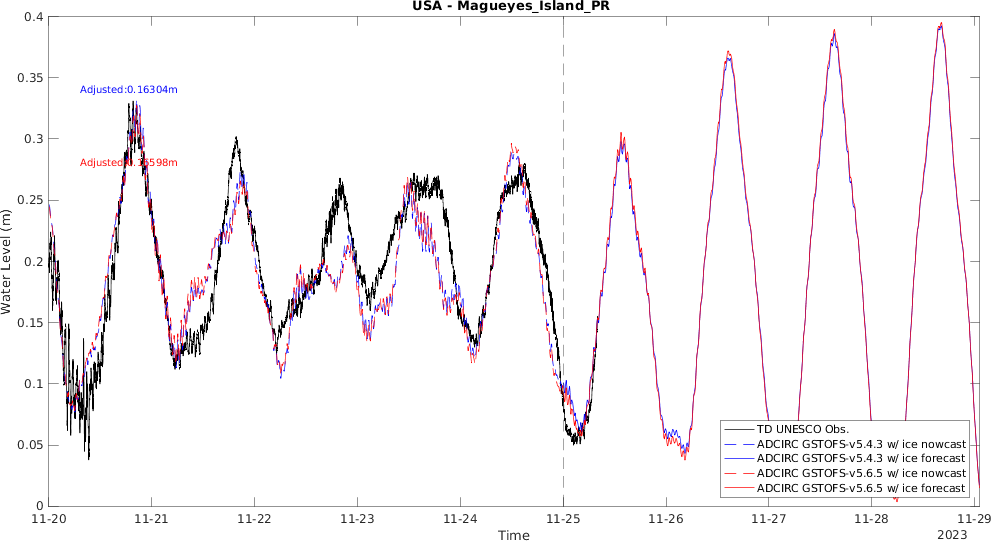 USA - Magueyes_Island_PR
0.4
0.35
0.3
0.25
0.2
0.15
0.1
0.05
0
Water Level (m)
Adjusted:0.16304m
Adjusted:0.16598m
TD UNESCO Obs.
ADCIRC GSTOFS-v5.4.3 w/ ice nowcast
ADCIRC GSTOFS-v5.4.3 w/ ice forecast
ADCIRC GSTOFS-v5.6.5 w/ ice nowcast
ADCIRC GSTOFS-v5.6.5 w/ ice forecast
11-20 11-21 11-22 11-23 11-24 11-25 11-26 11-27 11-28 11-29
Time
2023